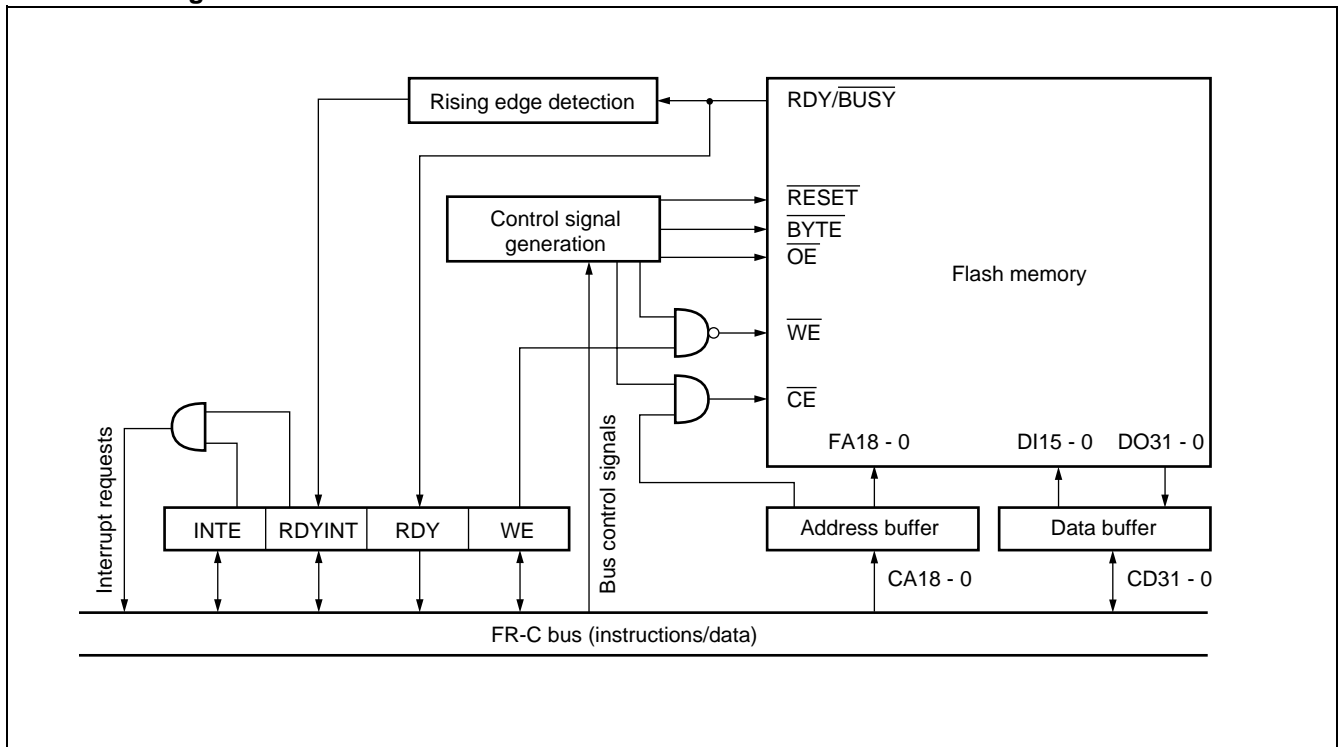 Rising edge detection
RDY/BUSY
RESET
Control signal
generation
BYTE
OE
Flash memory
WE
CE
Interrupt requests
Bus control signals
FA18 - 0
DI15 - 0
DO31 - 0
INTE
RDYINT
RDY
WE
Address buffer
Data buffer
CA18 - 0
CD31 - 0
FR-C bus (instructions/data)